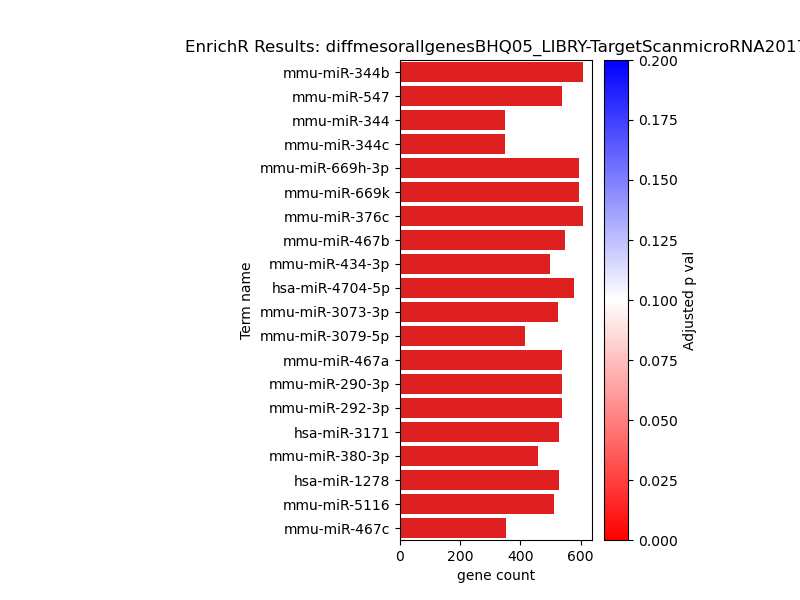 EnrichR Results: diffmesorallgenesBHQ05_LIBRY-TargetScanmicroRNA2017
mmu-miR-344b
mmu-miR-547
mmu-miR-344
mmu-miR-344c
mmu-miR-669h-3p
mmu-miR-669k
mmu-miR-376c
mmu-miR-467b
mmu-miR-434-3p
hsa-miR-4704-5p
mmu-miR-3073-3p
mmu-miR-3079-5p
mmu-miR-467a
mmu-miR-290-3p
mmu-miR-292-3p
hsa-miR-3171
mmu-miR-380-3p
hsa-miR-1278
mmu-miR-5116
mmu-miR-467c
Term name
0 200 400 600
gene count
0.200
0.175
0.150
0.125
0.100
0.075
0.050
0.025
0.000
Adjusted p val